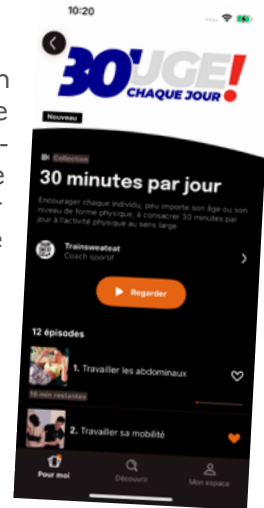 10:20
30'UGE!
CHAQUE JOUR
Nouveau
Collection
30 minutes par jour
Encourager chaque individu, peu importe son âge ou son
niveau de forme physique, à consacrer 30 minutes par
jour à l'activité physique au sens large
Trainsweateat
Coach sportif
Regarder
12 épisodes
1. Travailler les abdominaux
16 min restantes
2. Travailler sa mobilité
Pour moi
Découvrir
Mon espace